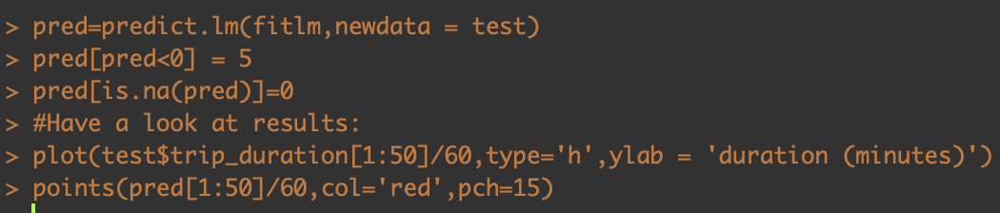 > pred=predict.lm(fitlm,newdata = test)
> pred[pred<0] = 5
> pred[is.na(pred)]=0
> #Have a look at results:
> plot(test$trip_duration[1:50]/60,type='h',ylab = 'duration (minutes)')
> points(pred[1:50]/60,col='red',pch=15)